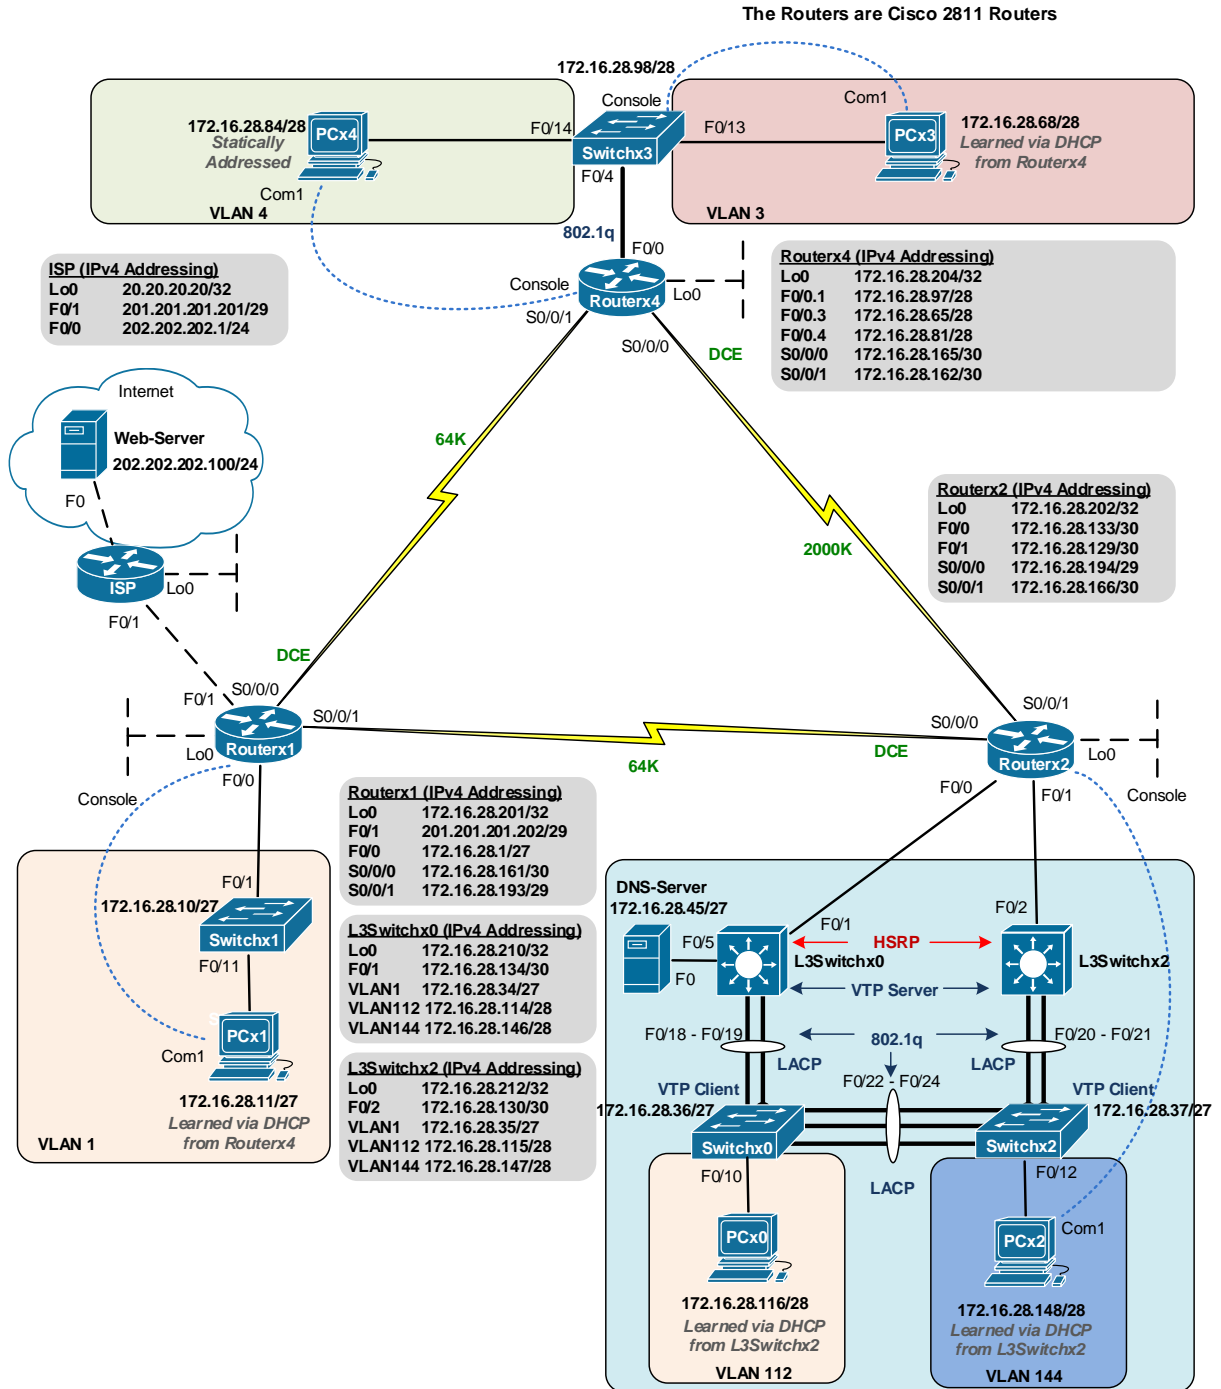 The Routers are Cisco 2811 Routers
172.16.28.98/28
Console
Com1
172.16.28.84/28
Statically
Addressed
PCx4
F0/14
Switchx3
F0/13
PCx3
172.16.28.68/28
Learned via DHCP
from Routerx4
F0/4
Com1
VLAN 4
VLAN 3
802.1q
F0/0
ISP (IPv4 Addressing)
Lo0 20.20.20.20/32
F0/1 201.201.201.201/29
F0/0 202.202.202.1/24
Console
Routerx4
Lo0
S0/0/1
S0/0/0
DCE
Routerx4 (IPv4 Addressing)
Lo0 172.16.28.204/32
F0/0.1 172.16.28.97/28
F0/0.3 172.16.28.65/28
F0/0.4 172.16.28.81/28
S0/0/0 172.16.28.165/30
S0/0/1 172.16.28.162/30
Internet
Web-Server
202.202.202.100/24
F0
ISP
Lo0
F0/1
64K
2000K
Routerx2 (IPv4 Addressing)
Lo0 172.16.28.202/32
F0/0 172.16.28.133/30
F0/1 172.16.28.129/30
S0/0/0 172.16.28.194/29
S0/0/1 172.16.28.166/30
DCE
F0/1
S0/0/0
S0/0/1
Routerx1
Lo0
F0/0
Console
64K
DCE
S0/0/0
S0/0/1
Routerx2
Lo0
F0/0
F0/1
Console
Routerx1 (IPv4 Addressing)
Lo0 172.16.28.201/32
F0/1 201.201.201.202/29
F0/0 172.16.28.1/27
S0/0/0 172.16.28.161/30
S0/0/1 172.16.28.193/29
F0/1
172.16.28.10/27
Switchx1
F0/11
PCx1
Com1
172.16.28.11/27
Learned via DHCP
from Routerx4
VLAN 1
L3Switchx0 (IPv4 Addressing)
Lo0 172.16.28.210/32
F0/1 172.16.28.134/30
VLAN1 172.16.28.34/27
VLAN112 172.16.28.114/28
VLAN144 172.16.28.146/28
L3Switchx2 (IPv4 Addressing)
Lo0 172.16.28.212/32
F0/2 172.16.28.130/30
VLAN1 172.16.28.35/27
VLAN112 172.16.28.115/28
VLAN144 172.16.28.147/28
DNS-Server
172.16.28.45/27
F0/5
F0
F0/1
HSRP
F0/2
L3Switchx0
L3Switchx2
VTP Server
F0/18 - F0/19
802.1q
F0/20 - F0/21
LACP
LACP
F0/22 - F0/24
VTP Client
172.16.28.36/27
VTP Client
172.16.28.37/27
Switchx0
Switchx2
F0/10
LACP
F0/12
PCx0
PCx2
Com1
172.16.28.116/28
Learned via DHCP
from L3Switchx2
VLAN 112
172.16.28.148/28
Learned via DHCP
from L3Switchx2
VLAN 144